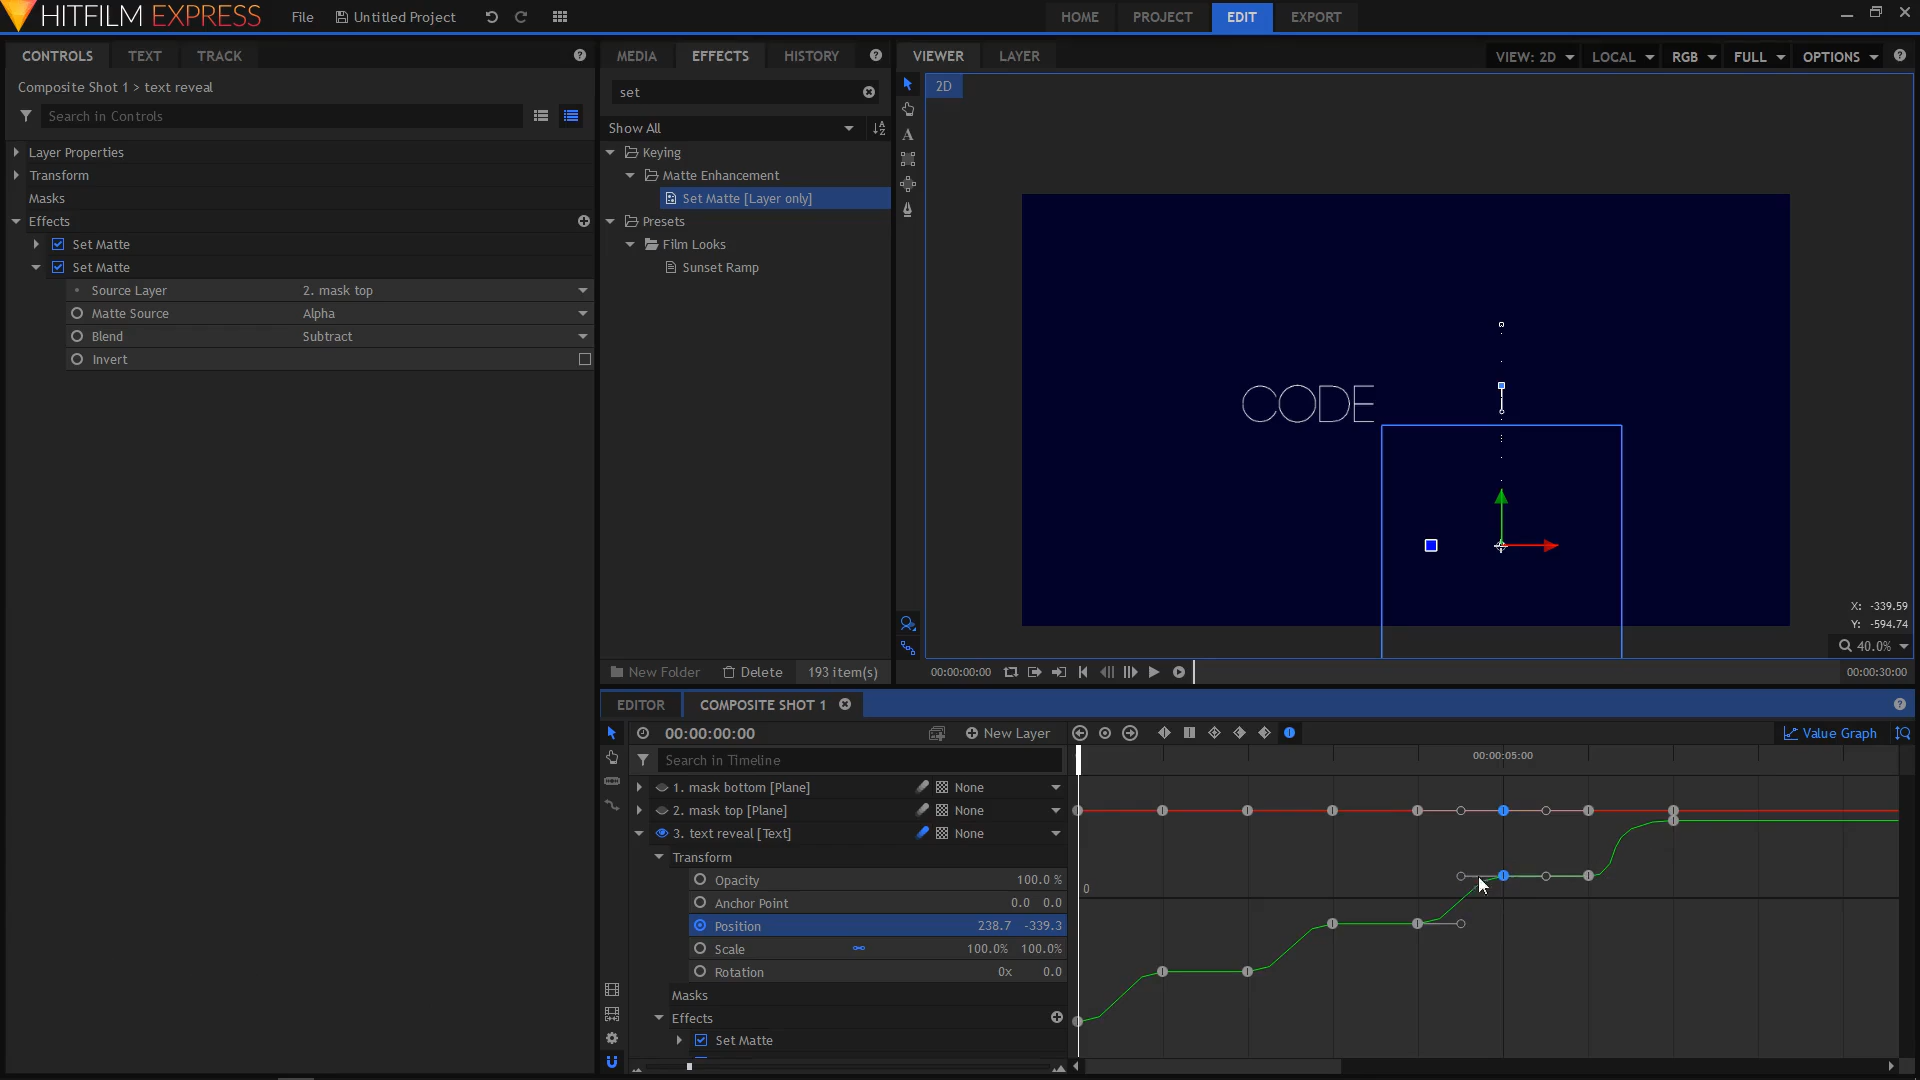 HITFILM EXPRESS
File
Untitled Project
HOME
PROJECT
EDIT
EXPORT
CONTROLS
TEXT
TRACK
MEDIA
EFFECTS
HISTORY
VIEWER
LAYER
VIEW: 2D
LOCAL
RGB
FULL
OPTIONS
Composite Shot 1 > text reveal
Search in Controls
Layer Properties
Transform
Masks
Effects
Set Matte
Set Matte
Source Layer 2. mask top
Matte Source Alpha
Blend Subtract
Invert
set
Show All
Keying
Matte Enhancement
Set Matte [Layer only]
Presets
Film Looks
Sunset Ramp
New Folder
Delete
193 item(s)
2D
CODE
X: -339.59
Y: -594.74
40.0%
00:00:00:00
00:00:30:00
EDITOR
COMPOSITE SHOT 1
00:00:00:00
New Layer
Value Graph
Search in Timeline
00:00:05:00
1. mask bottom [Plane] None
2. mask top [Plane] None
3. text reveal [Text] None
Transform
Opacity 100.0 %
Anchor Point 0.0 0.0
Position 238.7 -339.3
Scale 100.0% 100.0%
Rotation 0x 0.0
Masks
Effects
Set Matte
0